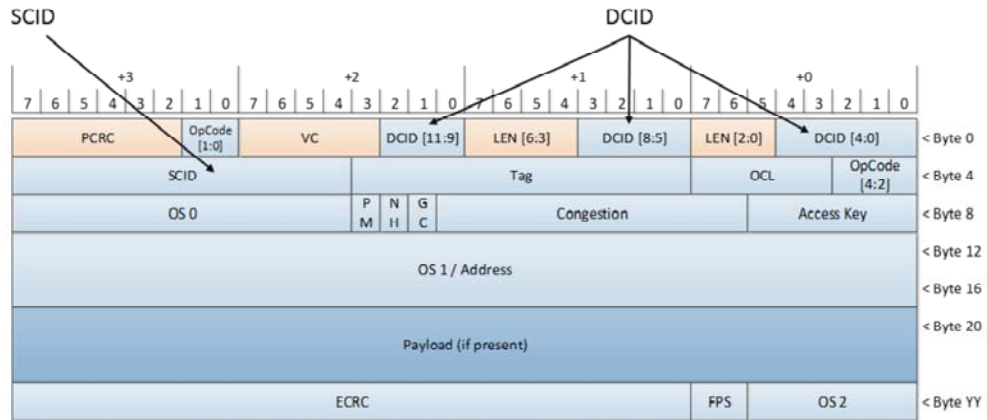 SCID DCID
+3 +2 +1 +0
7 6 5 4 3 2 1 0 7 6 5 4 3 2 1 0 7 6 5 4 3 2 1 0 7 6 5 4 3 2 1 0
PCRC OpCode [1:0] VC DCID [11:9] LEN [6:3] DCID [8:5] LEN [2:0] DCID [4:0] < Byte 0
SCID Tag OCL OpCode [4:2] < Byte 4
OS 0 PM NH GC Congestion Access Key < Byte 8
OS 1 / Address < Byte 12
< Byte 16
Payload (if present) < Byte 20
ECRC FPS OS 2 < Byte YY